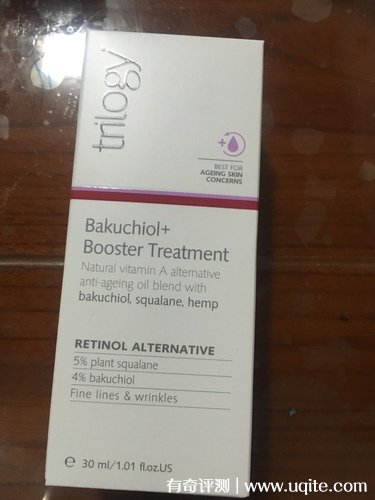 trilogy
BEST FOR
AGEING SKIN
CONCERNS
Bakuchiol+
Booster Treatment
Natural vitamin A alternative
anti-ageing oil blend with
bakuchiol, squalane, hemp
RETINOL ALTERNATIVE
5% plant squalane
4% bakuchiol
Fine lines & wrinkles
℮ 30 ml/1.01 fl.oz.US
有奇评测 | www.uqite.com